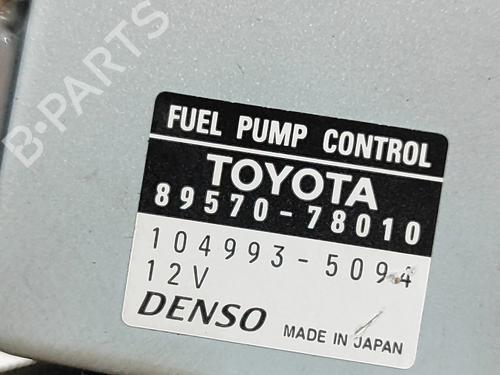 B-PARTS
FUEL PUMP CONTROL
TOYOTA
89570-78010
104993-5094
12V
DENSO MADE IN JAPAN